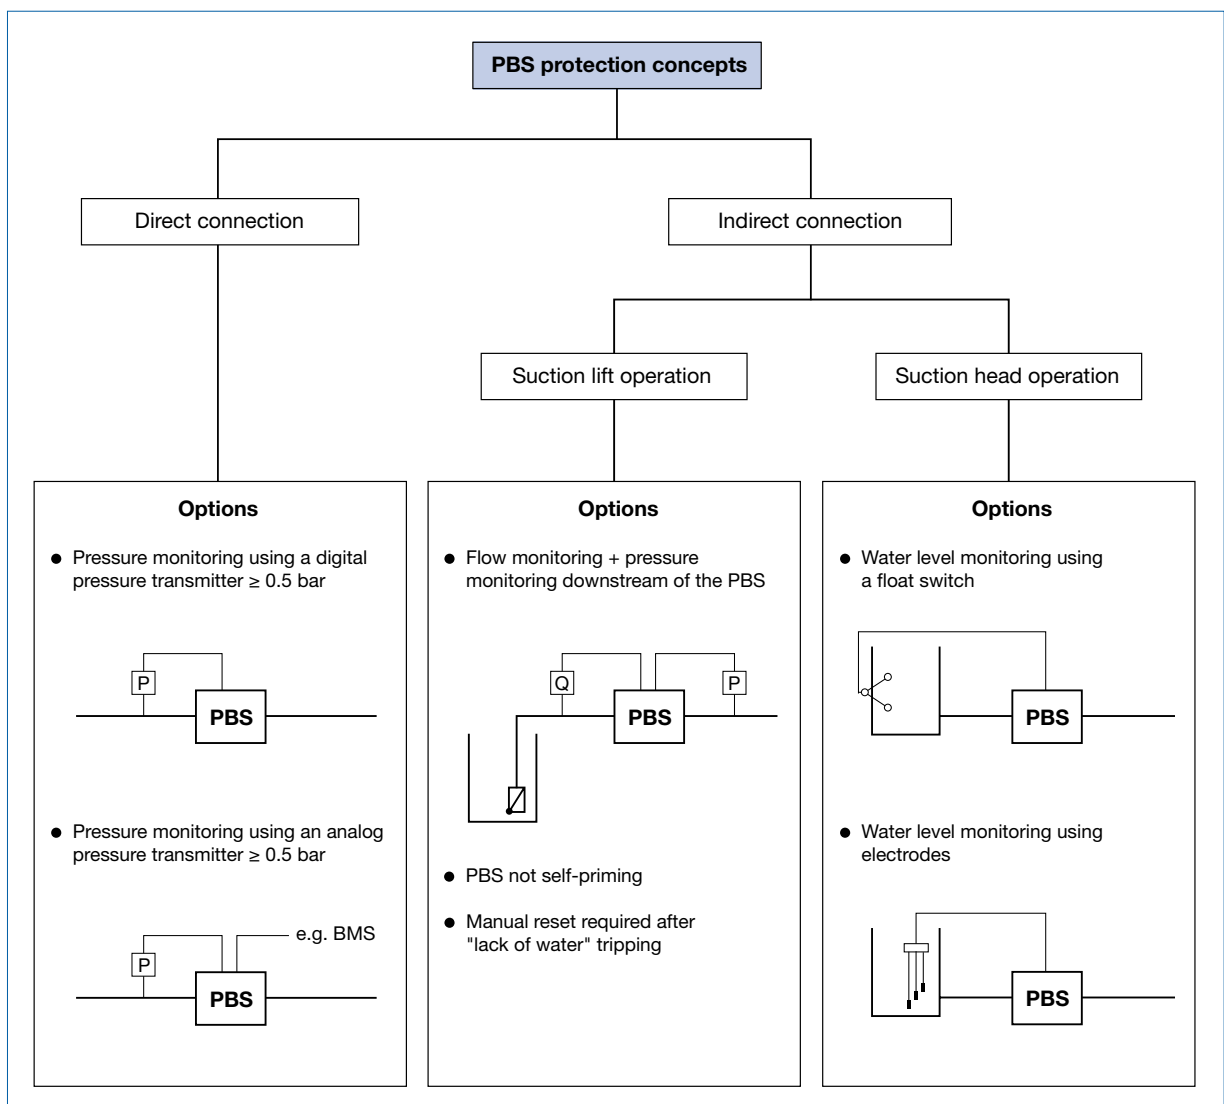 PBS protection concepts
Direct connection
Indirect connection
Suction lift operation
Suction head operation
Options
● Pressure monitoring using a digital
pressure transmitter ≥ 0.5 bar
P
PBS
● Pressure monitoring using an analog
pressure transmitter ≥ 0.5 bar
e.g. BMS
P
PBS
Options
● Flow monitoring + pressure
monitoring downstream of the PBS
Q
P
PBS
● PBS not self-priming
● Manual reset required after
"lack of water" tripping
Options
● Water level monitoring using
a float switch
PBS
● Water level monitoring using
electrodes
PBS